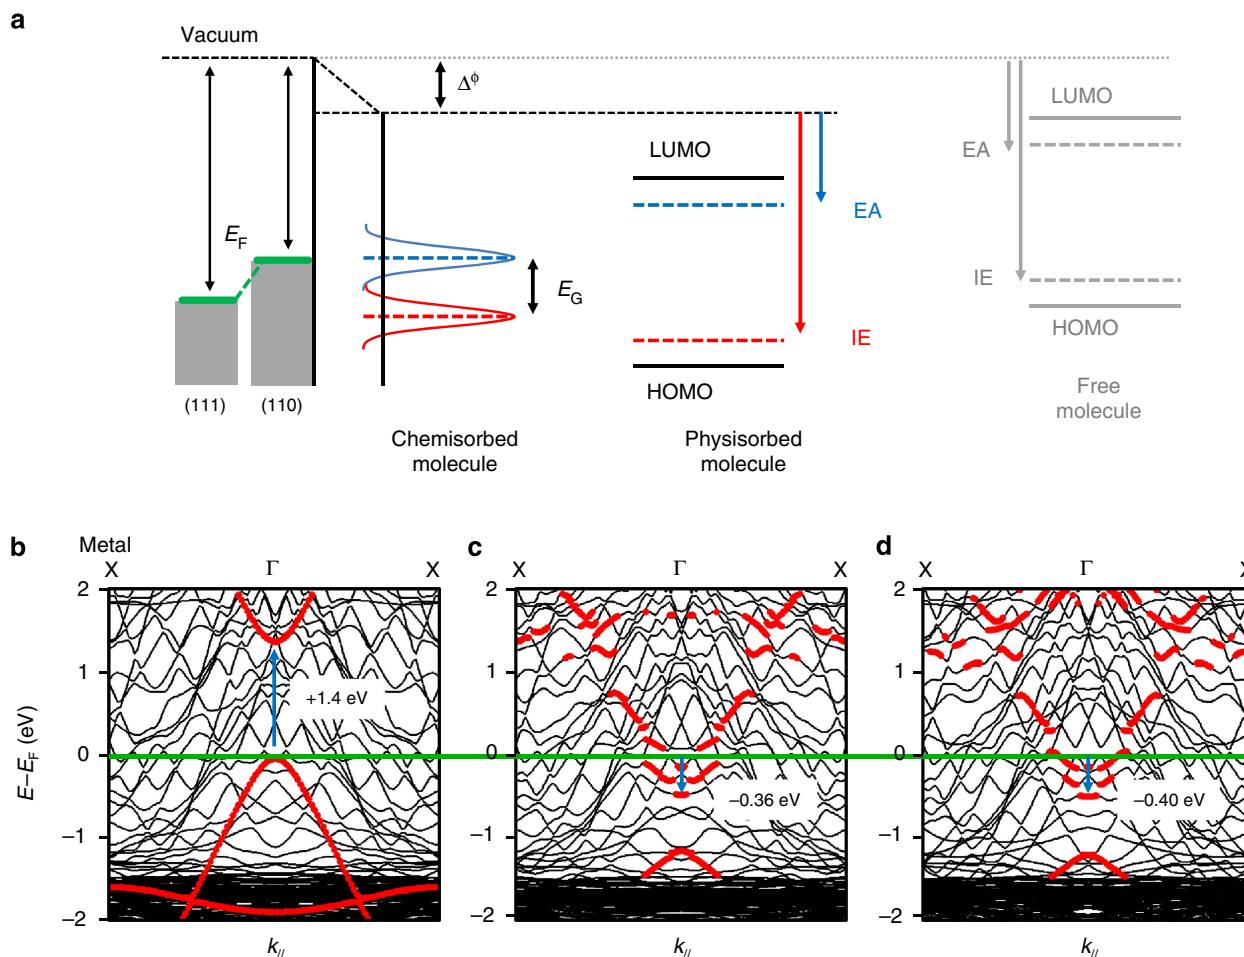 a
Vacuum
Δϕ
LUMO
LUMO
EA
EA
EF
EG
IE
IE
HOMO
HOMO
(111) (110)
Free
molecule
Chemisorbed
molecule
Physisorbed
molecule
b Metal c d
X Γ X X Γ X X Γ X
2 2 2
1 1 1
+1.4 eV
0 0 0
–0.36 eV –0.40 eV
–1 –1 –1
–2 –2 –2
E–EF (eV)
k// k// k//